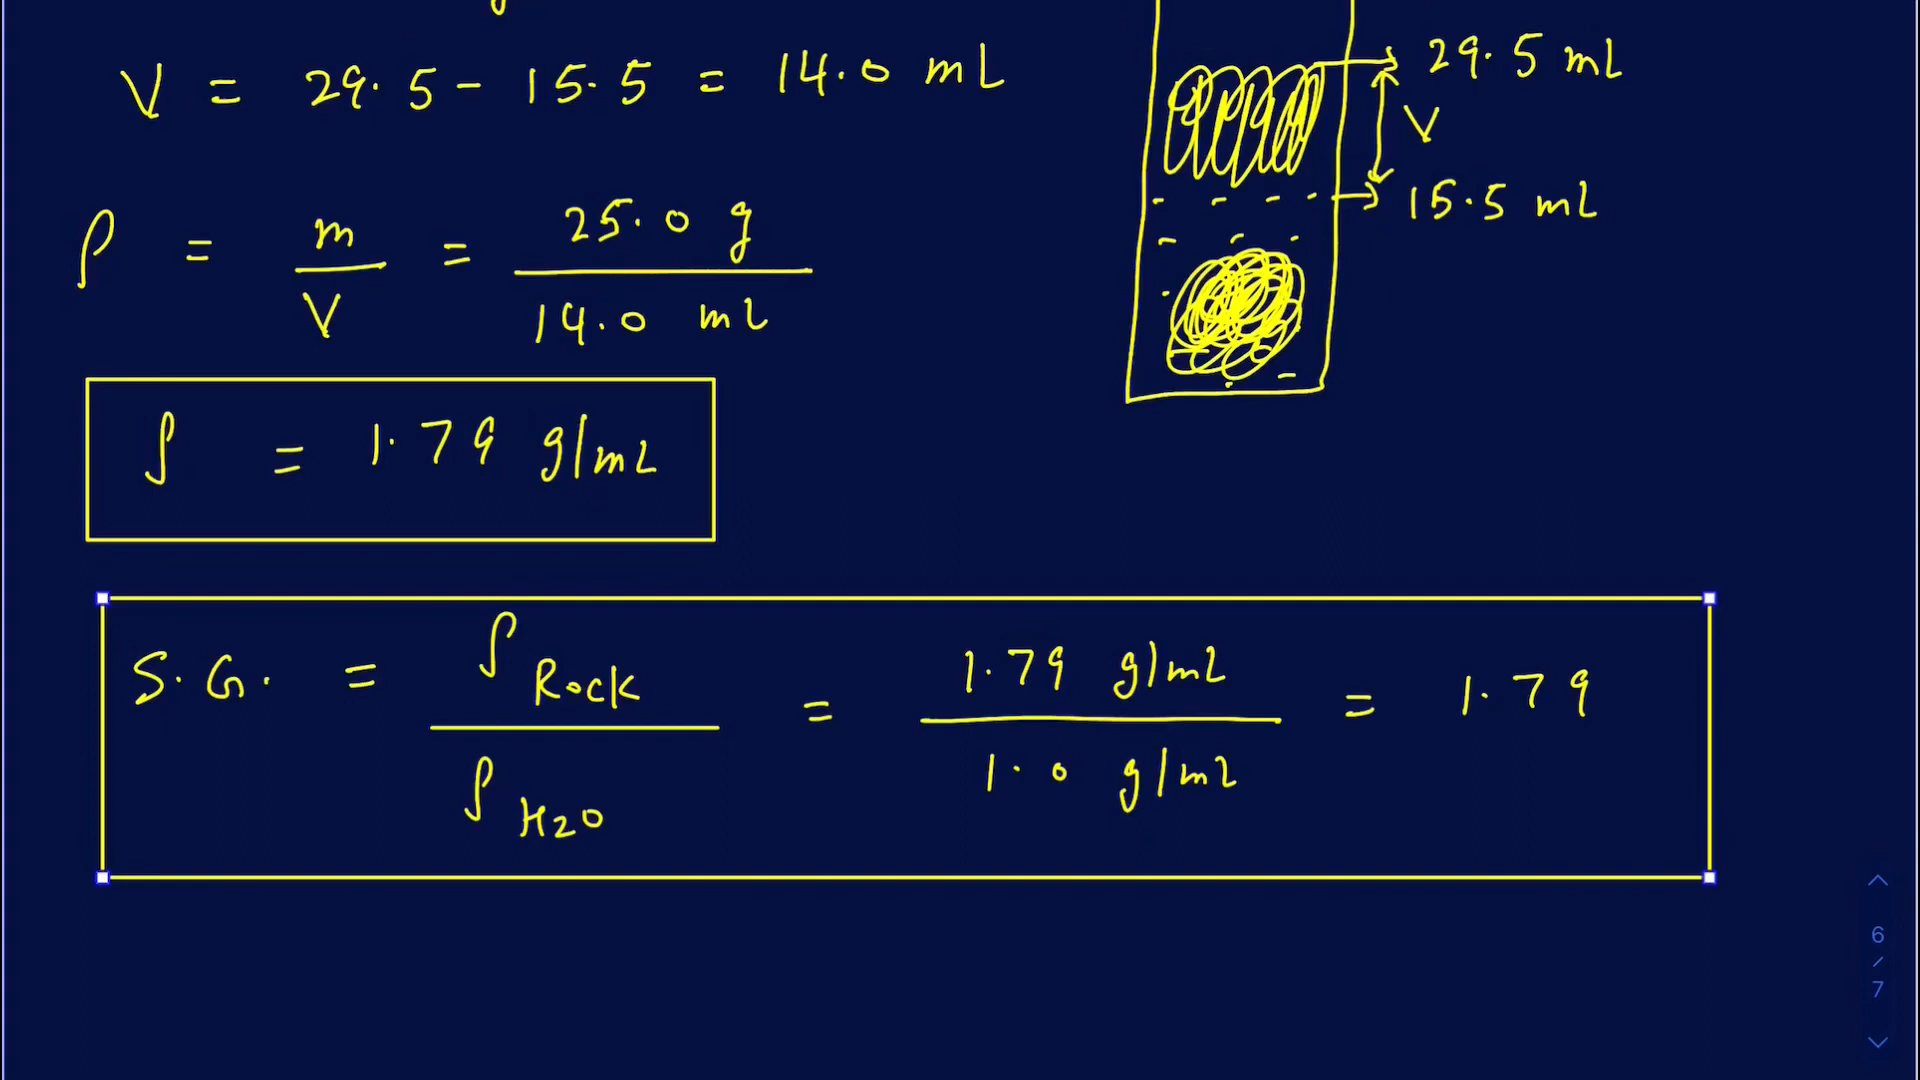 V = 29.5 - 15.5 = 14.0 mL
29.5 mL
V
15.5 mL
ρ = m/V = 25.0 g / 14.0 mL
ρ = 1.79 g/mL
S.G. = ρ Rock / ρ H2O = 1.79 g/mL / 1.0 g/mL = 1.79
6
/
7